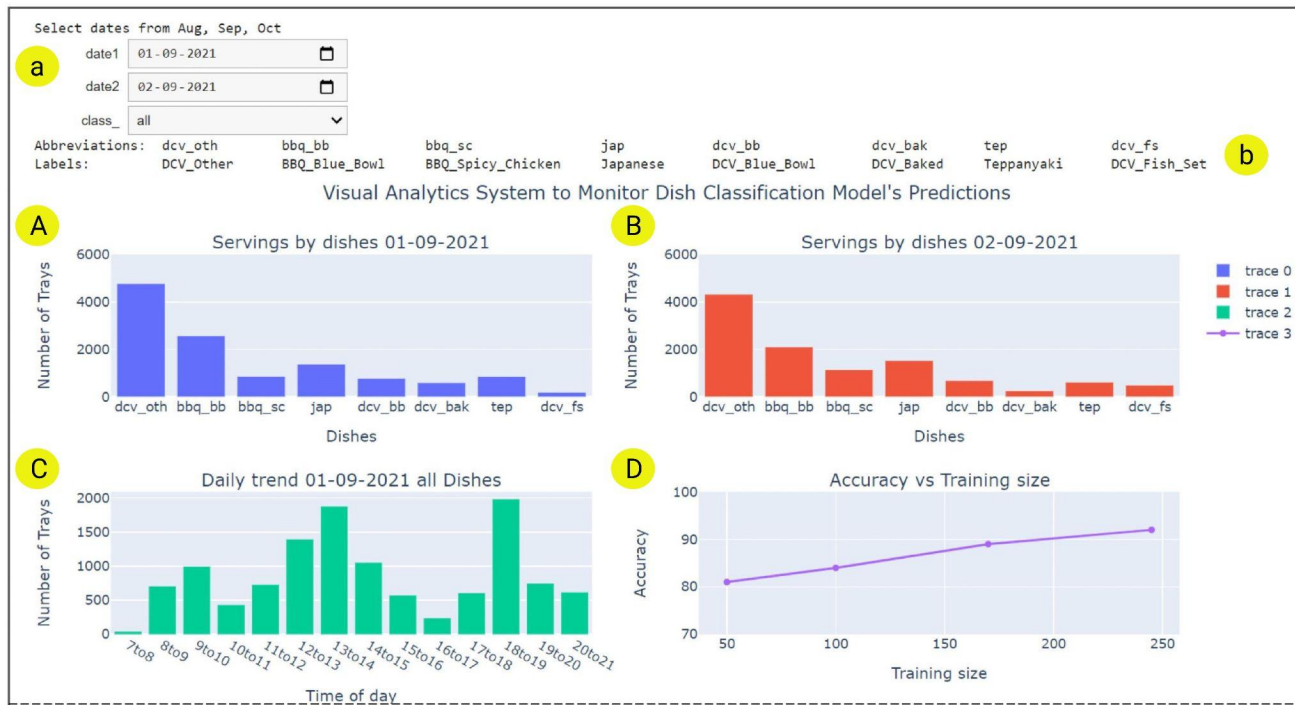 Select dates from Aug, Sep, Oct
a
date1 01-09-2021
date2 02-09-2021
class_ all
Abbreviations: dcv_oth bbq_bb bbq_sc jap dcv_bb dcv_bak tep dcv_fs
Labels: DCV_Other BBQ_Blue_Bowl BBQ_Spicy_Chicken Japanese DCV_Blue_Bowl DCV_Baked Teppanyaki DCV_Fish_Set
b
Visual Analytics System to Monitor Dish Classification Model's Predictions
A
Servings by dishes 01-09-2021
Number of Trays
6000
4000
2000
0
dcv_oth bbq_bb bbq_sc jap dcv_bb dcv_bak tep dcv_fs
Dishes
B
Servings by dishes 02-09-2021
Number of Trays
6000
4000
2000
0
dcv_oth bbq_bb bbq_sc jap dcv_bb dcv_bak tep dcv_fs
Dishes
trace 0
trace 1
trace 2
trace 3
C
Daily trend 01-09-2021 all Dishes
Number of Trays
2000
1500
1000
500
0
7to8 8to9 9to10 10to11 11to12 12to13 13to14 14to15 15to16 16to17 17to18 18to19 19to20 20to21
Time of day
D
Accuracy vs Training size
Accuracy
100
90
80
70
50 100 150 200 250
Training size